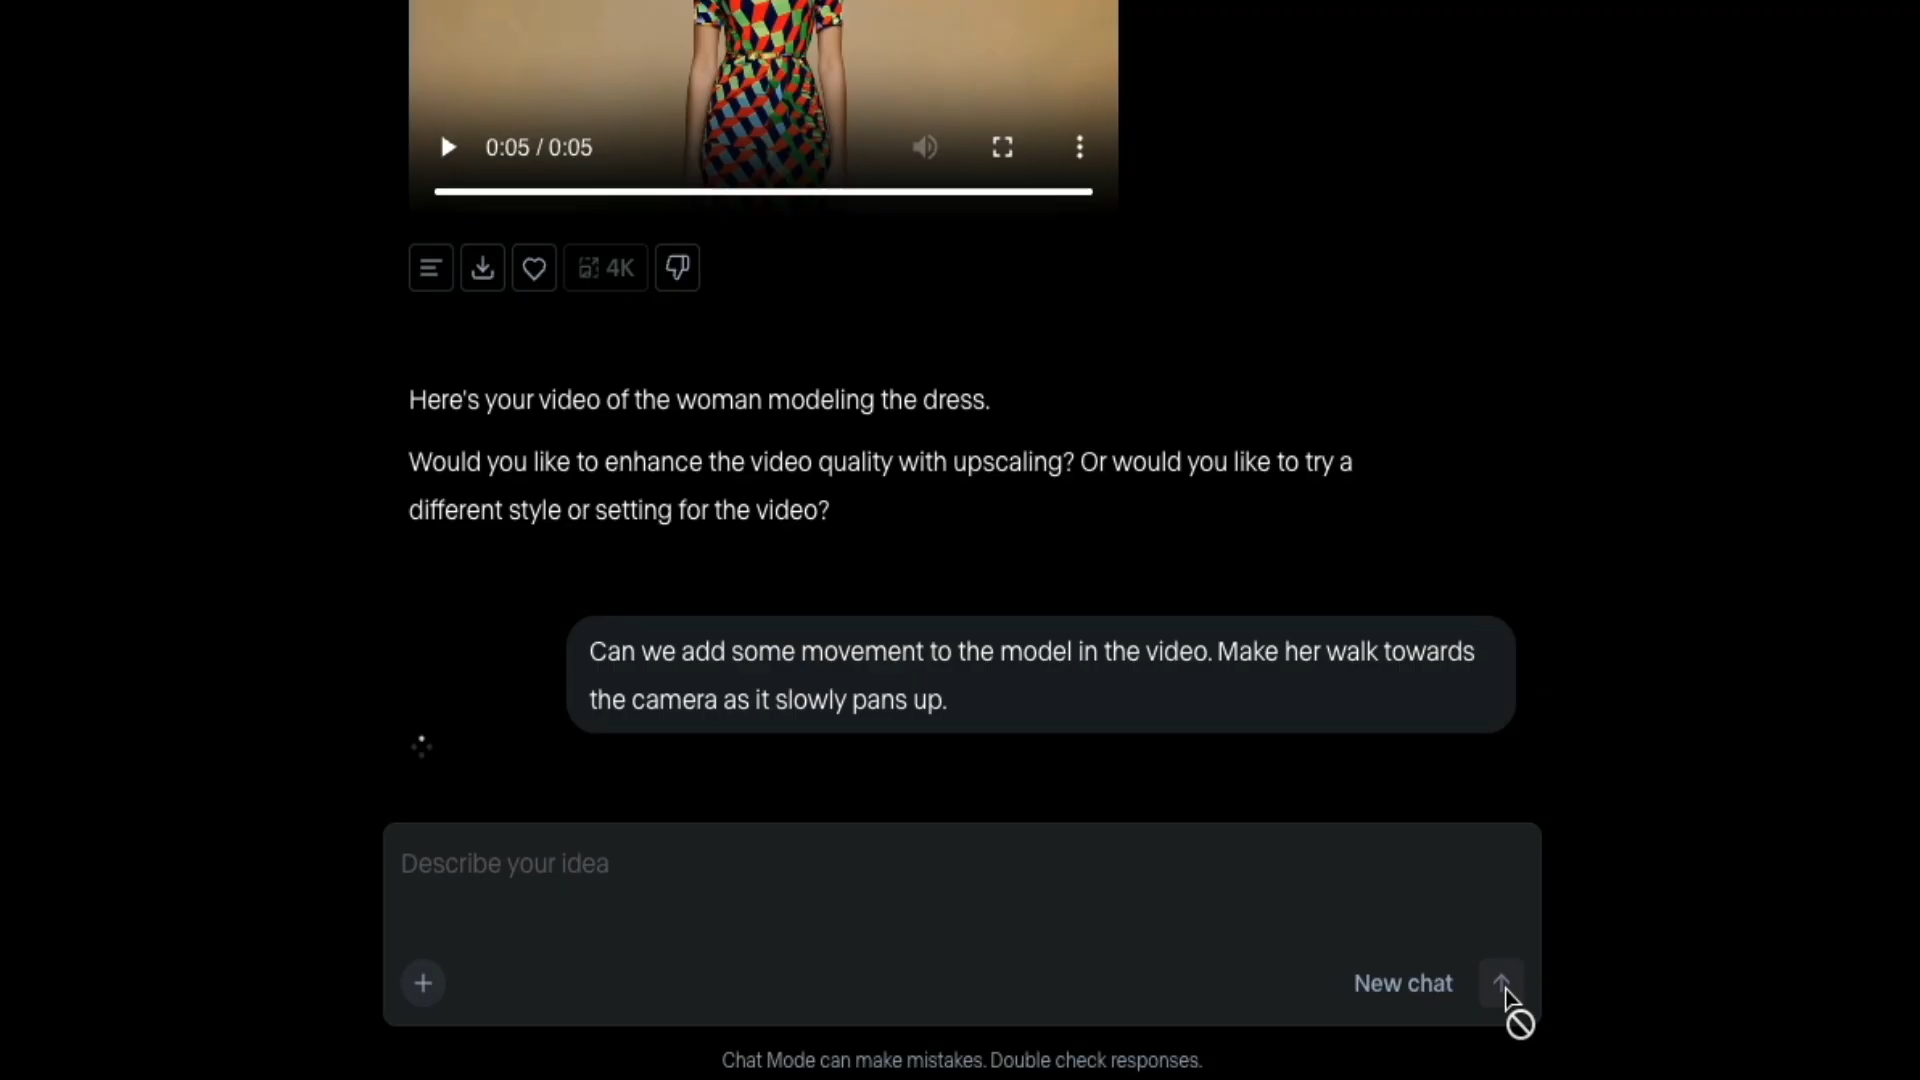 0:05 / 0:05
4K
Here's your video of the woman modeling the dress.
Would you like to enhance the video quality with upscaling? Or would you like to try a
different style or setting for the video?
Can we add some movement to the model in the video. Make her walk towards
the camera as it slowly pans up.
Describe your idea
New chat
Chat Mode can make mistakes. Double check responses.